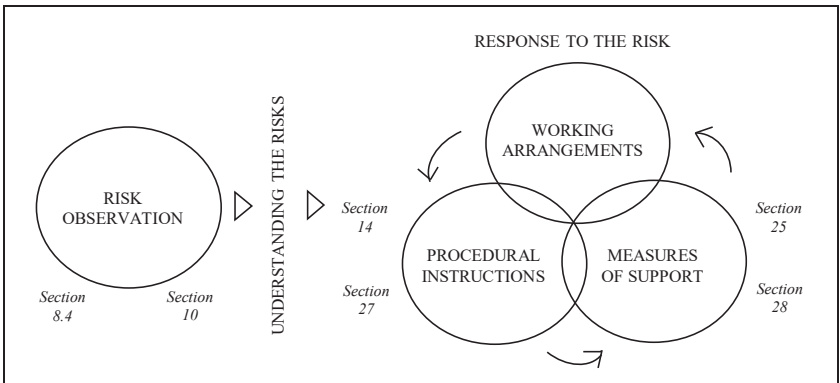 RESPONSE TO THE RISK
WORKING
ARRANGEMENTS
RISK
OBSERVATION
Section
8.4
Section
10
UNDERSTANDING THE RISKS
Section
14
Section
27
PROCEDURAL
INSTRUCTIONS
MEASURES
OF SUPPORT
Section
25
Section
28